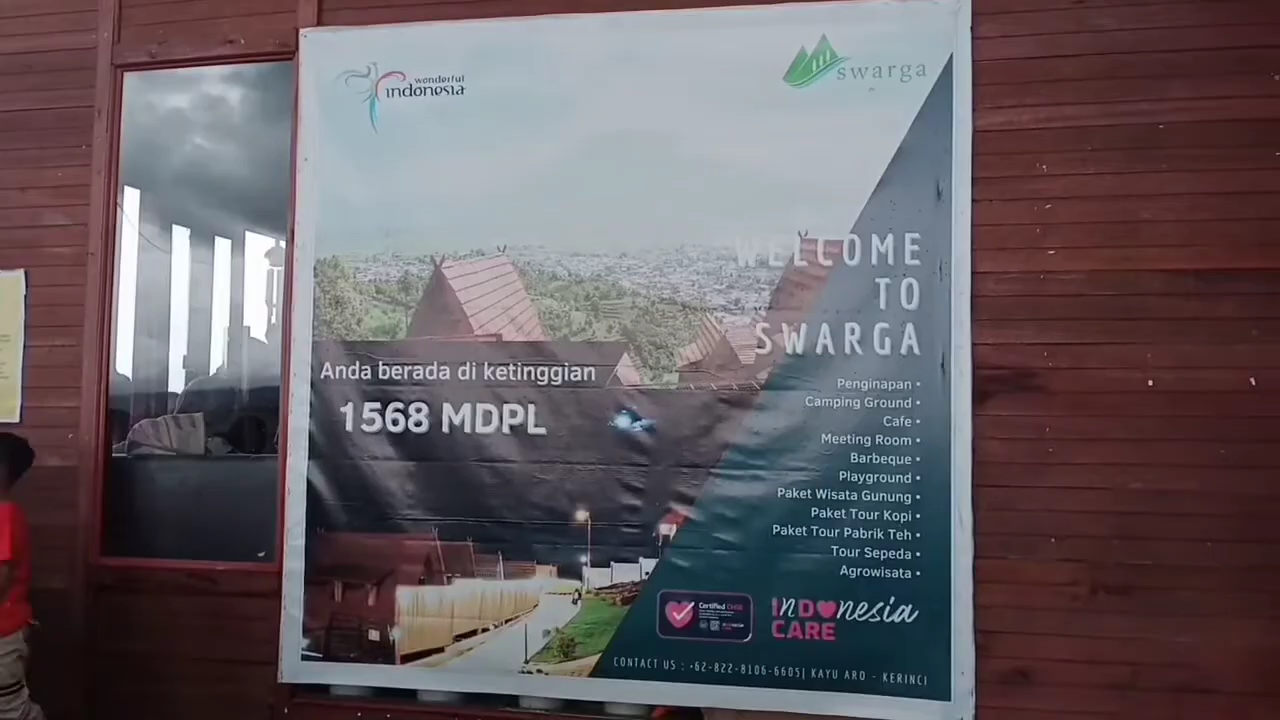 wonderful
indonesia
swarga
WELCOME
TO
SWARGA
Anda berada di ketinggian
1568 MDPL
Penginapan •
Camping Ground •
Cafe •
Meeting Room •
Barbeque •
Playground •
Paket Wisata Gunung •
Paket Tour Kopi •
Paket Tour Pabrik Teh •
Tour Sepeda •
Agrowisata •
Certified CHSE
INDONESIA
CARE
CONTACT US : +62-822-8106-6605| KAYU ARO - KERINCI